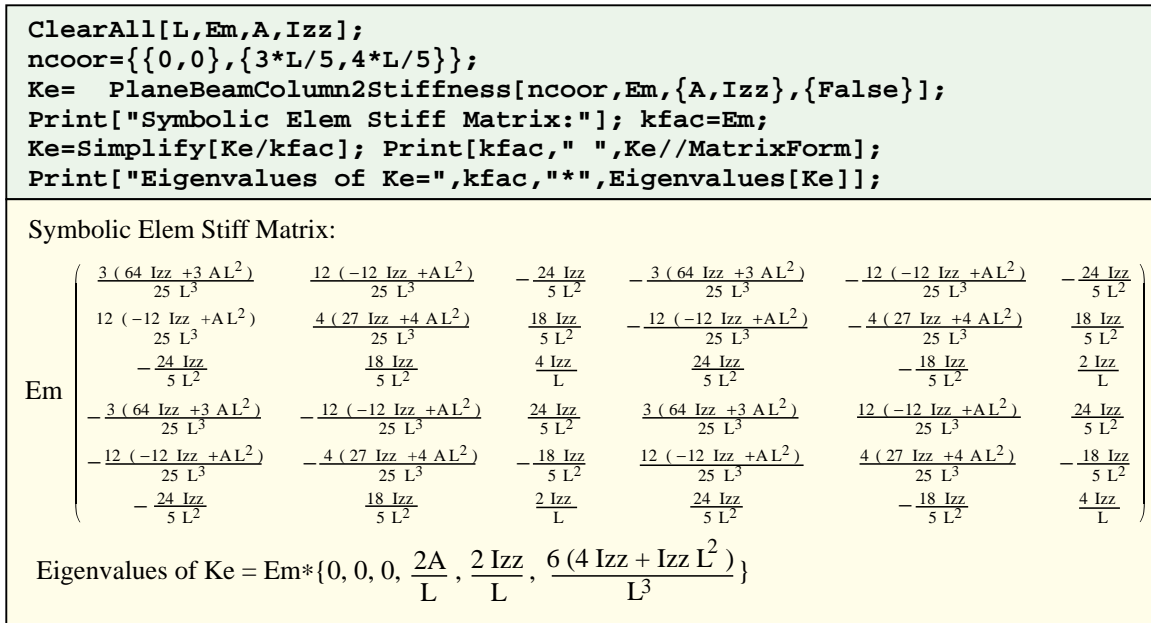 ClearAll[L,Em,A,Izz];
ncoor={{0,0},{3*L/5,4*L/5}};
Ke=  PlaneBeamColumn2Stiffness[ncoor,Em,{A,Izz},{False}];
Print["Symbolic Elem Stiff Matrix:"]; kfac=Em;
Ke=Simplify[Ke/kfac]; Print[kfac," ",Ke//MatrixForm];
Print["Eigenvalues of Ke=",kfac,"*",Eigenvalues[Ke]];
Symbolic Elem Stiff Matrix:
3 ( 64 Izz +3 A L^2 ) / 25 L^3   12 ( −12 Izz +A L^2 ) / 25 L^3   − 24 Izz / 5 L^2   − 3 ( 64 Izz +3 A L^2 ) / 25 L^3   − 12 ( −12 Izz +A L^2 ) / 25 L^3   − 24 Izz / 5 L^2
12 ( −12 Izz +A L^2 ) 25 L^3   4 ( 27 Izz +4 A L^2 ) / 25 L^3   18 Izz / 5 L^2   − 12 ( −12 Izz +A L^2 ) / 25 L^3   − 4 ( 27 Izz +4 A L^2 ) / 25 L^3   18 Izz / 5 L^2
− 24 Izz / 5 L^2   18 Izz / 5 L^2   4 Izz / L   24 Izz / 5 L^2   − 18 Izz / 5 L^2   2 Izz / L
Em
− 3 ( 64 Izz +3 A L^2 ) / 25 L^3   − 12 ( −12 Izz +A L^2 ) / 25 L^3   24 Izz / 5 L^2   3 ( 64 Izz +3 A L^2 ) / 25 L^3   12 ( −12 Izz +A L^2 ) / 25 L^3   24 Izz / 5 L^2
− 12 ( −12 Izz +A L^2 ) / 25 L^3   − 4 ( 27 Izz +4 A L^2 ) / 25 L^3   − 18 Izz / 5 L^2   12 ( −12 Izz +A L^2 ) / 25 L^3   4 ( 27 Izz +4 A L^2 ) / 25 L^3   − 18 Izz / 5 L^2
− 24 Izz / 5 L^2   18 Izz / 5 L^2   2 Izz / L   24 Izz / 5 L^2   − 18 Izz / 5 L^2   4 Izz / L
Eigenvalues of Ke = Em*{0, 0, 0, 2A / L , 2 Izz / L , 6 (4 Izz + Izz L^2 ) / L^3 }